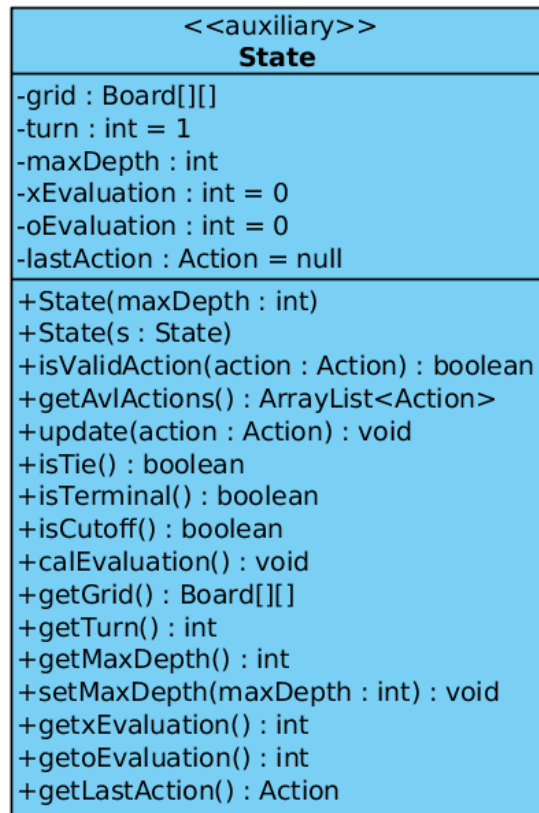 <<auxiliary>>
State
-grid : Board[][]
-turn : int = 1
-maxDepth : int
-xEvaluation : int = 0
-oEvaluation : int = 0
-lastAction : Action = null
+State(maxDepth : int)
+State(s : State)
+isValidAction(action : Action) : boolean
+getAvlActions() : ArrayList<Action>
+update(action : Action) : void
+isTie() : boolean
+isTerminal() : boolean
+isCutoff() : boolean
+calEvaluation() : void
+getGrid() : Board[][]
+getTurn() : int
+getMaxDepth() : int
+setMaxDepth(maxDepth : int) : void
+getxEvaluation() : int
+getoEvaluation() : int
+getLastAction() : Action